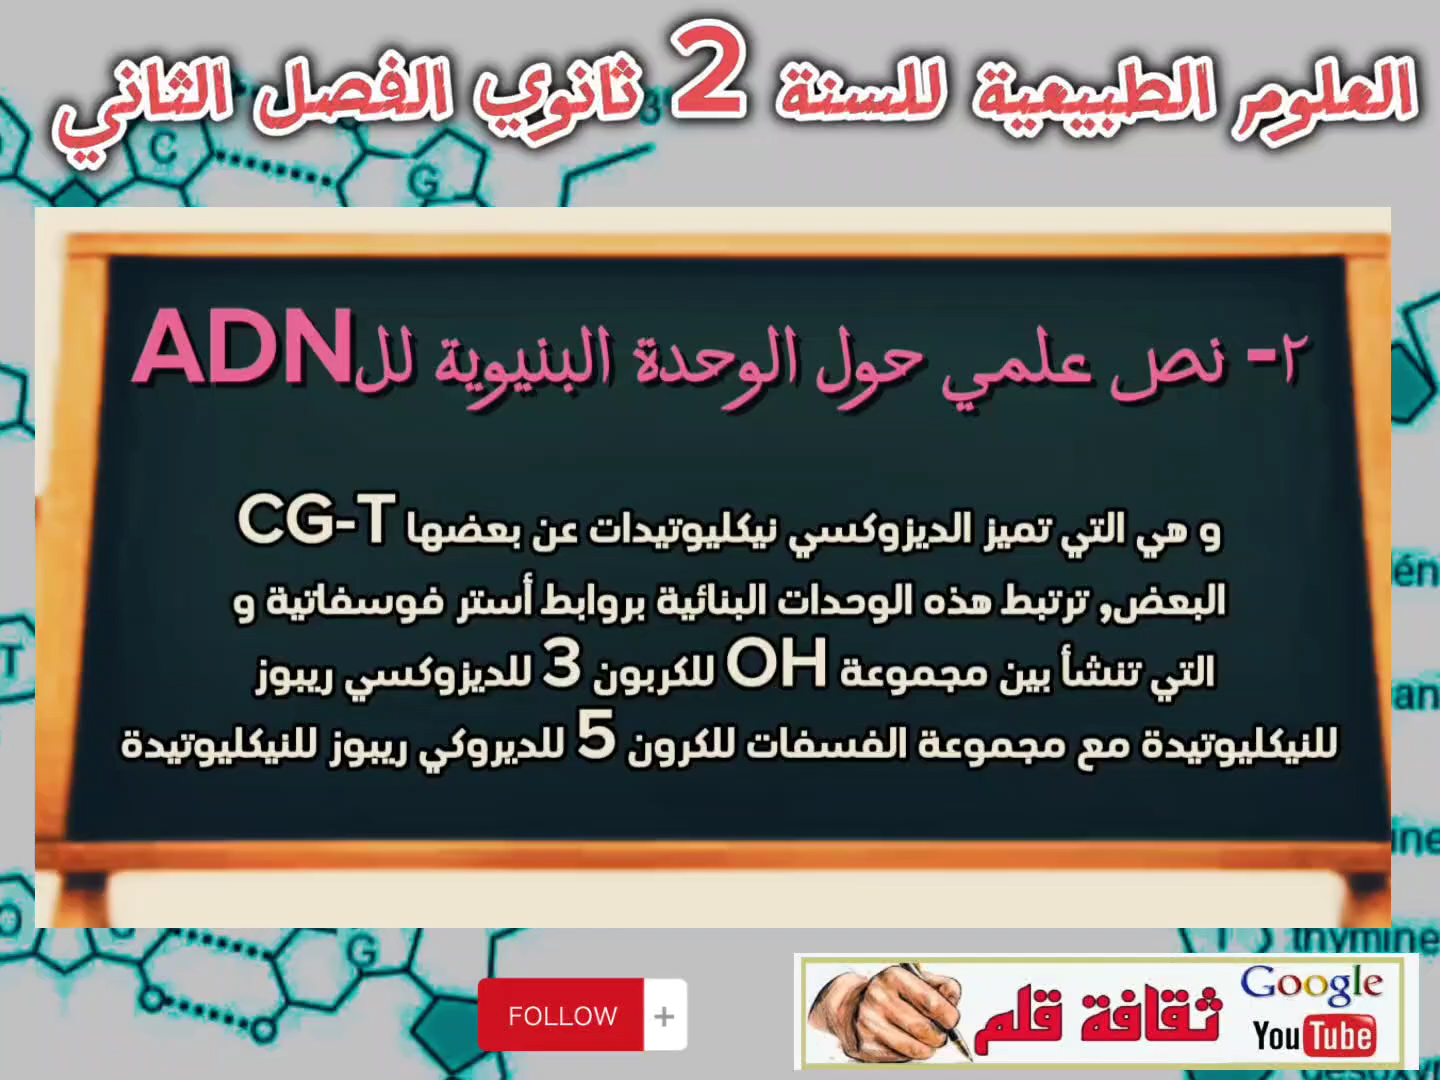 العلوم الطبيعية للسنة 2 ثانوي الفصل الثاني
3'
C
G
٢- نص علمي حول الوحدة البنيوية للADN
و هي التي تميز الديزوكسي نيكليوتيدات عن بعضها CG-T
البعض, ترتبط هذه الوحدات البنائية بروابط أستر فوسفاتية و
التي تنشأ بين مجموعة OH للكربون 3 للديزوكسي ريبوز
للنيكليوتيدة مع مجموعة الفسفات للكرون 5 للديروكي ريبوز للنيكليوتيدة
T
G
T thymine
FOLLOW +
ثقافة قلم
Google
YouTube